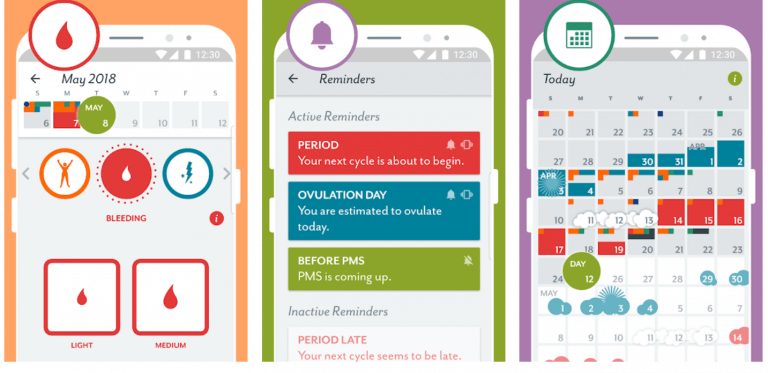 12:30
May 2018
S M T W T F S
MAY
6 7 8 9 10 11 12
BLEEDING
i
LIGHT
MEDIUM
12:30
Reminders
Active Reminders
PERIOD
Your next cycle is about to begin.
OVULATION DAY
You are estimated to ovulate
today.
BEFORE PMS
PMS is coming up.
Inactive Reminders
PERIOD LATE
Your next cycle seems to be late.
12:30
Today
i
S M T W T F S
20 21 22 23 24 25 26
APR
27 28 29 30 31 1 2
APR
3 4 5 6 7 8 9
10 11 12 13 14 15 16
17 18 19 20 21 22 23
DAY
24 12 26 27 28 29 30
MAY
1 2 3 4 5 6 7
8 9 10 11 12 13 14